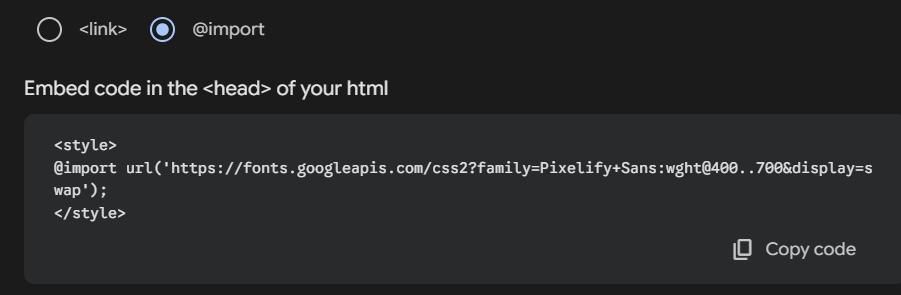 <link> @import
Embed code in the <head> of your html
<style>
@import url('https://fonts.googleapis.com/css2?family=Pixelify+Sans:wght@400..700&display=s
wap');
</style>
Copy code